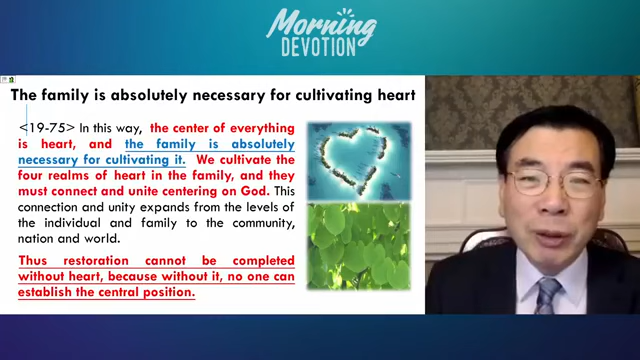 Morning
DEVOTION
The family is absolutely necessary for cultivating heart
<19-75> In this way, the center of everything
is heart, and the family is absolutely
necessary for cultivating it. We cultivate the
four realms of heart in the family, and they
must connect and unite centering on God. This
connection and unity expands from the levels of
the individual and family to the community,
nation and world.
Thus restoration cannot be completed
without heart, because without it, no one can
establish the central position.